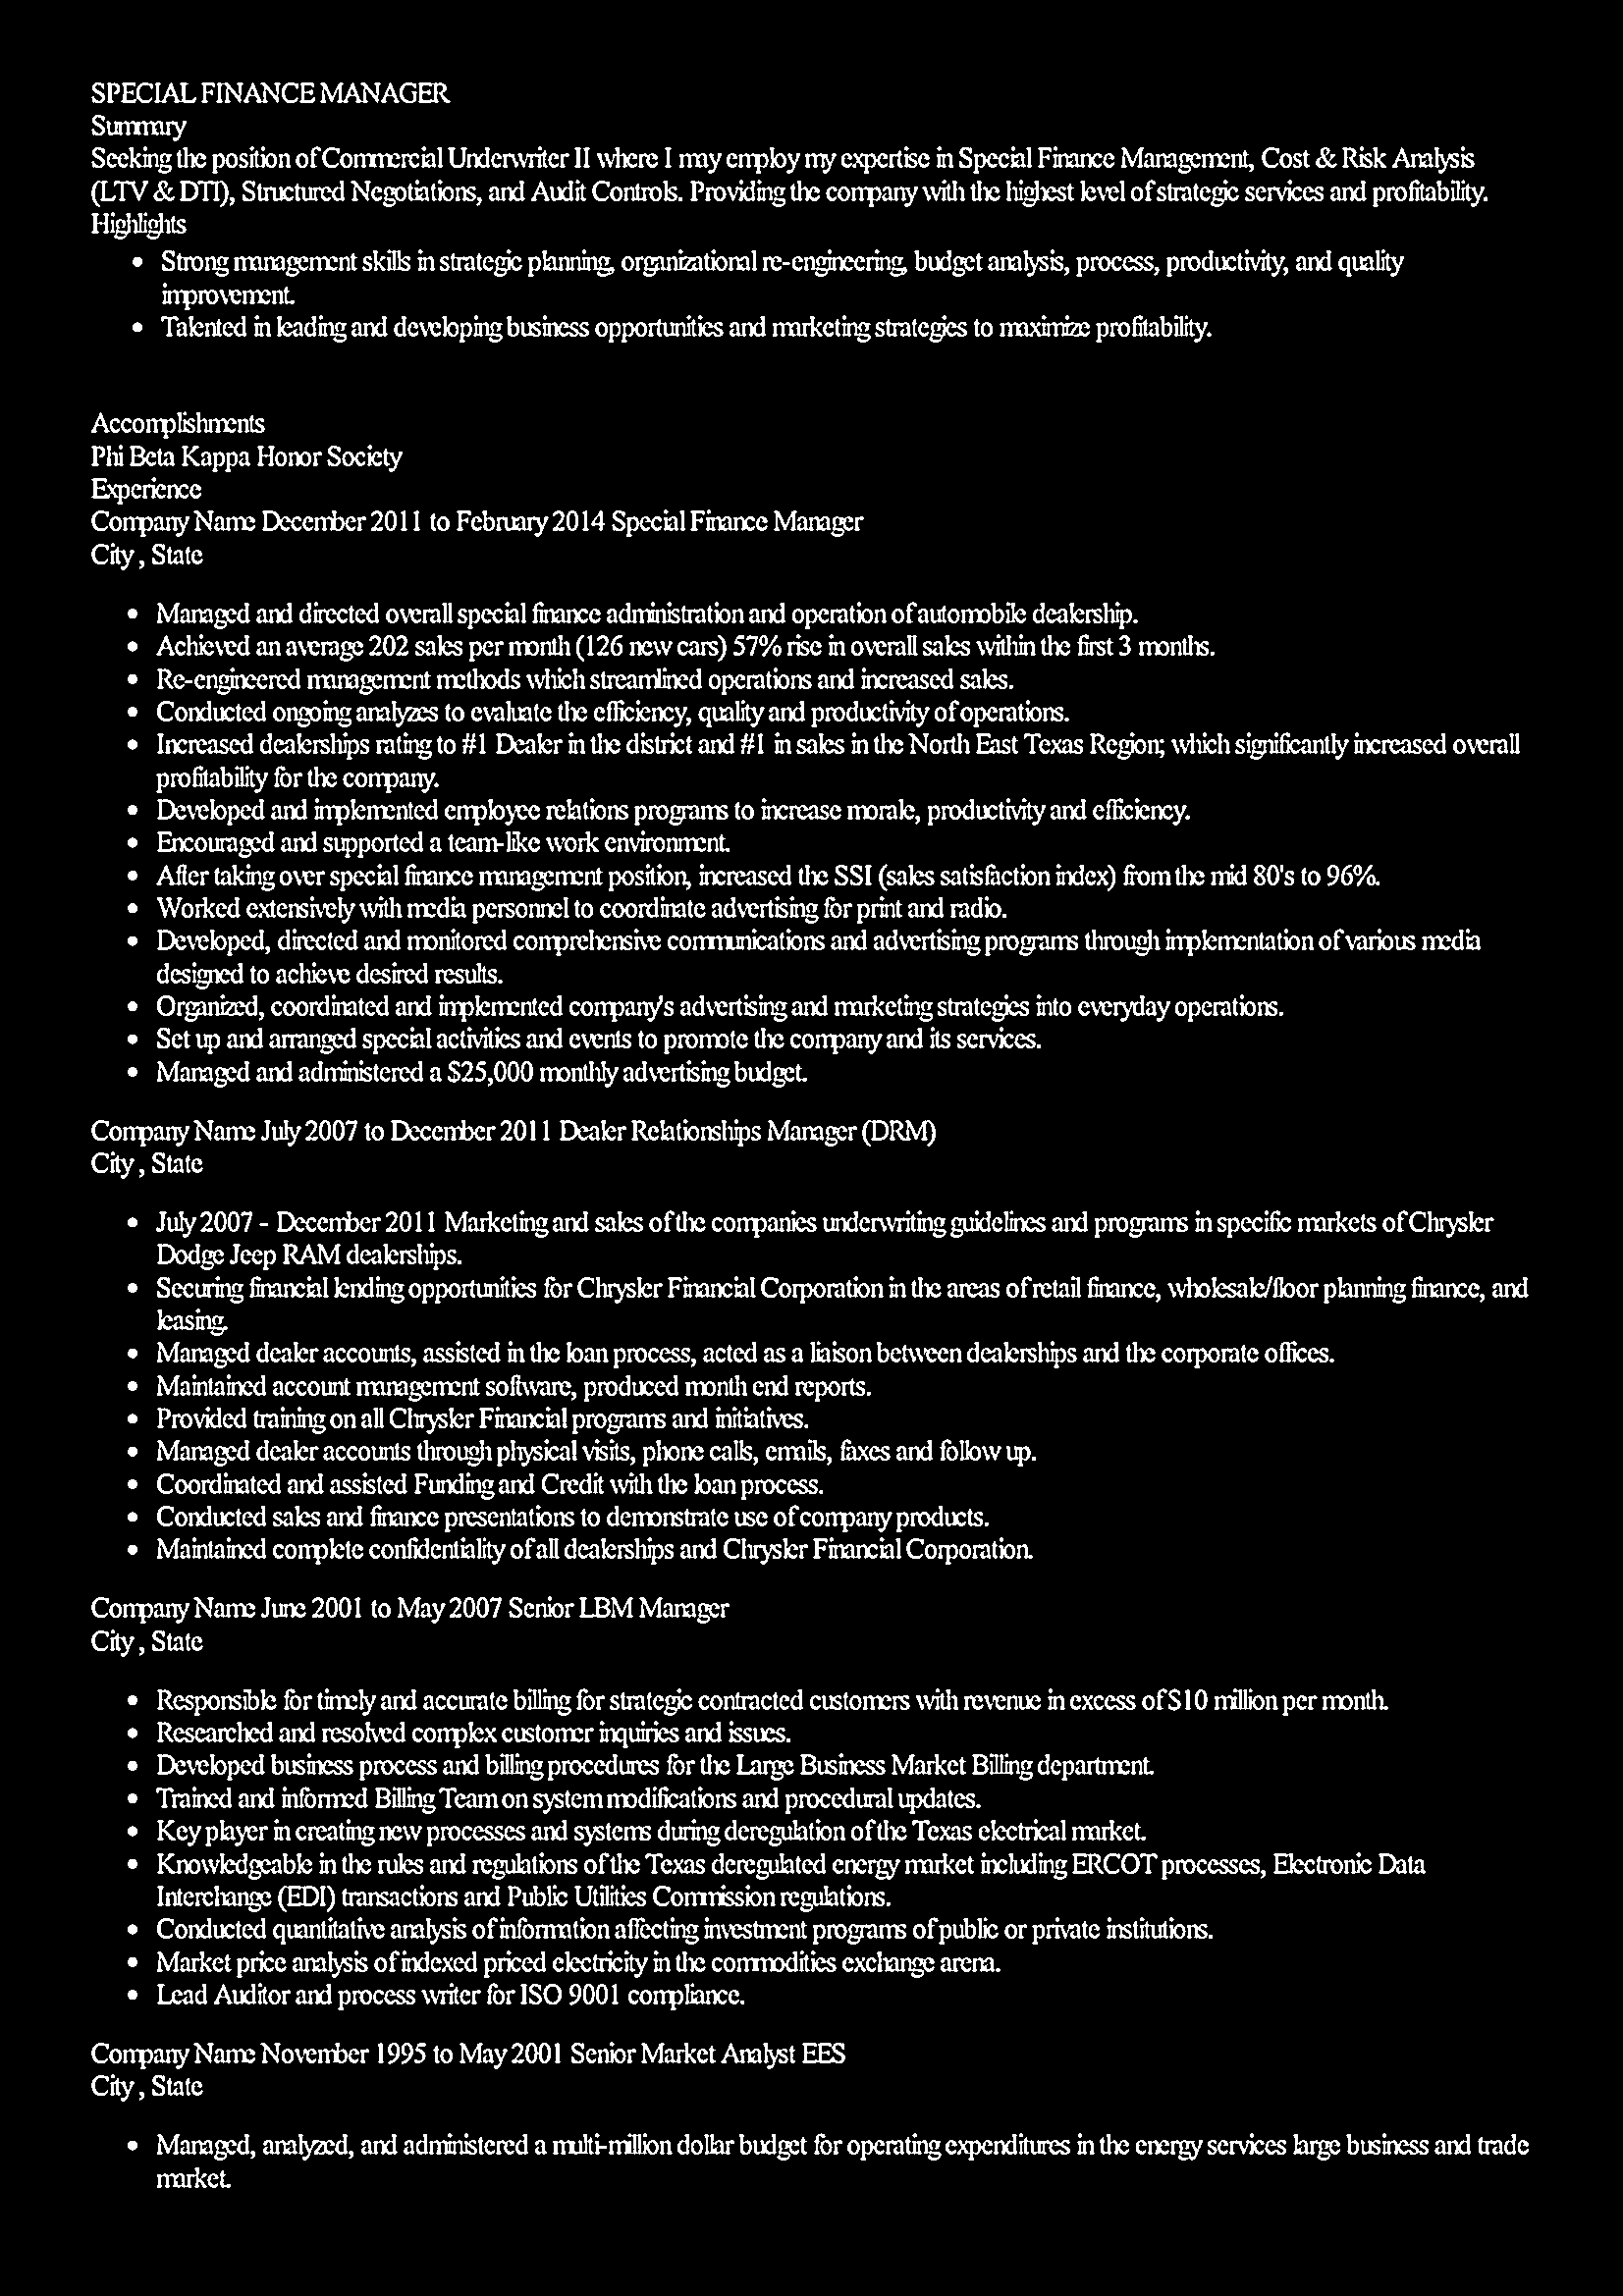 SPECIAL FINANCE MANAGER
Summary
Seeking the position of Commercial Underwriter II where I may employ my expertise in Special Finance Management, Cost & Risk Analysis
(LTV & DTI), Structured Negotiations, and Audit Controls. Providing the company with the highest level of strategic services and profitability.
Highlights
• Strong management skills in strategic planning, organizational re-engineering, budget analysis, process, productivity, and quality
improvement.
• Talented in leading and developing business opportunities and marketing strategies to maximize profitability.
Accomplishments
Phi Beta Kappa Honor Society
Experience
Company Name December 2011 to February 2014 Special Finance Manager
City , State
• Managed and directed overall special finance administration and operation of automobile dealership.
• Achieved an average 202 sales per month (126 new cars) 57% rise in overall sales within the first 3 months.
• Re-engineered management methods which streamlined operations and increased sales.
• Conducted ongoing analyzes to evaluate the efficiency, quality and productivity of operations.
• Increased dealerships rating to #1 Dealer in the district and #1 in sales in the North East Texas Region; which significantly increased overall
profitability for the company.
• Developed and implemented employee relations programs to increase morale, productivity and efficiency.
• Encouraged and supported a team-like work environment.
• After taking over special finance management position, increased the SSI (sales satisfaction index) from the mid 80's to 96%.
• Worked extensively with media personnel to coordinate advertising for print and radio.
• Developed, directed and monitored comprehensive communications and advertising programs through implementation of various media
designed to achieve desired results.
• Organized, coordinated and implemented company's advertising and marketing strategies into everyday operations.
• Set up and arranged special activities and events to promote the company and its services.
• Managed and administered a $25,000 monthly advertising budget.
Company Name July 2007 to December 2011 Dealer Relationships Manager (DRM)
City , State
• July 2007 - December 2011 Marketing and sales of the companies underwriting guidelines and programs in specific markets of Chrysler
Dodge Jeep RAM dealerships.
• Securing financial lending opportunities for Chrysler Financial Corporation in the areas of retail finance, wholesale/floor planning finance, and
leasing.
• Managed dealer accounts, assisted in the loan process, acted as a liaison between dealerships and the corporate offices.
• Maintained account management software, produced month end reports.
• Provided training on all Chrysler Financial programs and initiatives.
• Managed dealer accounts through physical visits, phone calls, emails, faxes and follow up.
• Coordinated and assisted Funding and Credit with the loan process.
• Conducted sales and finance presentations to demonstrate use of company products.
• Maintained complete confidentiality of all dealerships and Chrysler Financial Corporation.
Company Name June 2001 to May 2007 Senior LBM Manager
City , State
• Responsible for timely and accurate billing for strategic contracted customers with revenue in excess of $10 million per month.
• Researched and resolved complex customer inquiries and issues.
• Developed business process and billing procedures for the Large Business Market Billing department.
• Trained and informed Billing Team on system modifications and procedural updates.
• Key player in creating new processes and systems during deregulation of the Texas electrical market.
• Knowledgeable in the rules and regulations of the Texas deregulated energy market including ERCOT processes, Electronic Data
Interchange (EDI) transactions and Public Utilities Commission regulations.
• Conducted quantitative analysis of information affecting investment programs of public or private institutions.
• Market price analysis of indexed priced electricity in the commodities exchange arena.
• Lead Auditor and process writer for ISO 9001 compliance.
Company Name November 1995 to May 2001 Senior Market Analyst EES
City , State
• Managed, analyzed, and administered a multi-million dollar budget for operating expenditures in the energy services large business and trade
market.